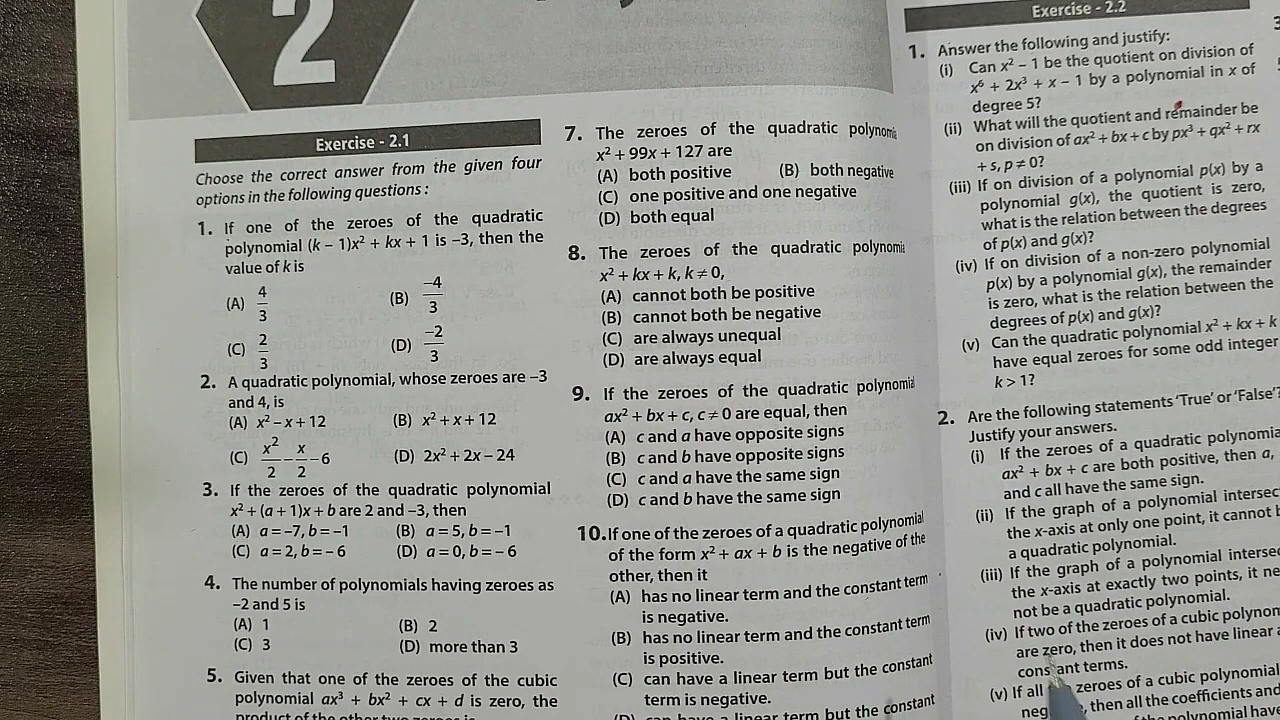 2
Exercise - 2.1
Choose the correct answer from the given four
options in the following questions :
1. If one of the zeroes of the quadratic
polynomial (k – 1)x² + kx + 1 is –3, then the
value of k is
(A) 4/3 (B) –4/3
(C) 2/3 (D) –2/3
2. A quadratic polynomial, whose zeroes are –3
and 4, is
(A) x² – x + 12 (B) x² + x + 12
(C) x²/2 – x/2 – 6 (D) 2x² + 2x – 24
3. If the zeroes of the quadratic polynomial
x² + (a + 1)x + b are 2 and –3, then
(A) a = –7, b = –1 (B) a = 5, b = –1
(C) a = 2, b = – 6 (D) a = 0, b = – 6
4. The number of polynomials having zeroes as
–2 and 5 is
(A) 1 (B) 2
(C) 3 (D) more than 3
5. Given that one of the zeroes of the cubic
polynomial ax³ + bx² + cx + d is zero, the
product of the other two zeroes is
7. The zeroes of the quadratic polynomi
x² + 99x + 127 are
(A) both positive (B) both negative
(C) one positive and one negative
(D) both equal
8. The zeroes of the quadratic polynomi
x² + kx + k, k ≠ 0,
(A) cannot both be positive
(B) cannot both be negative
(C) are always unequal
(D) are always equal
9. If the zeroes of the quadratic polynomial
ax² + bx + c, c ≠ 0 are equal, then
(A) c and a have opposite signs
(B) c and b have opposite signs
(C) c and a have the same sign
(D) c and b have the same sign
10. If one of the zeroes of a quadratic polynomial
of the form x² + ax + b is the negative of the
other, then it
(A) has no linear term and the constant term
is negative.
(B) has no linear term and the constant term
is positive.
(C) can have a linear term but the constant
term is negative.
(D) can have a linear term but the constant
Exercise - 2.2
1. Answer the following and justify:
(i) Can x² – 1 be the quotient on division of
x⁶ + 2x³ + x – 1 by a polynomial in x of
degree 5?
(ii) What will the quotient and remainder be
on division of ax² + bx + c by px³ + qx² + rx
+ s, p ≠ 0?
(iii) If on division of a polynomial p(x) by a
polynomial g(x), the quotient is zero,
what is the relation between the degrees
of p(x) and g(x)?
(iv) If on division of a non-zero polynomial
p(x) by a polynomial g(x), the remainder
is zero, what is the relation between the
degrees of p(x) and g(x)?
(v) Can the quadratic polynomial x² + kx + k
have equal zeroes for some odd integer
k > 1?
2. Are the following statements ‘True’ or ‘False’?
Justify your answers.
(i) If the zeroes of a quadratic polynomia
ax² + bx + c are both positive, then a,
and c all have the same sign.
(ii) If the graph of a polynomial intersec
the x-axis at only one point, it cannot b
a quadratic polynomial.
(iii) If the graph of a polynomial interse
the x-axis at exactly two points, it ne
not be a quadratic polynomial.
(iv) If two of the zeroes of a cubic polynon
are zero, then it does not have linear
constant terms.
(v) If all zeroes of a cubic polynomial
neg , then all the coefficients and
polynomial have